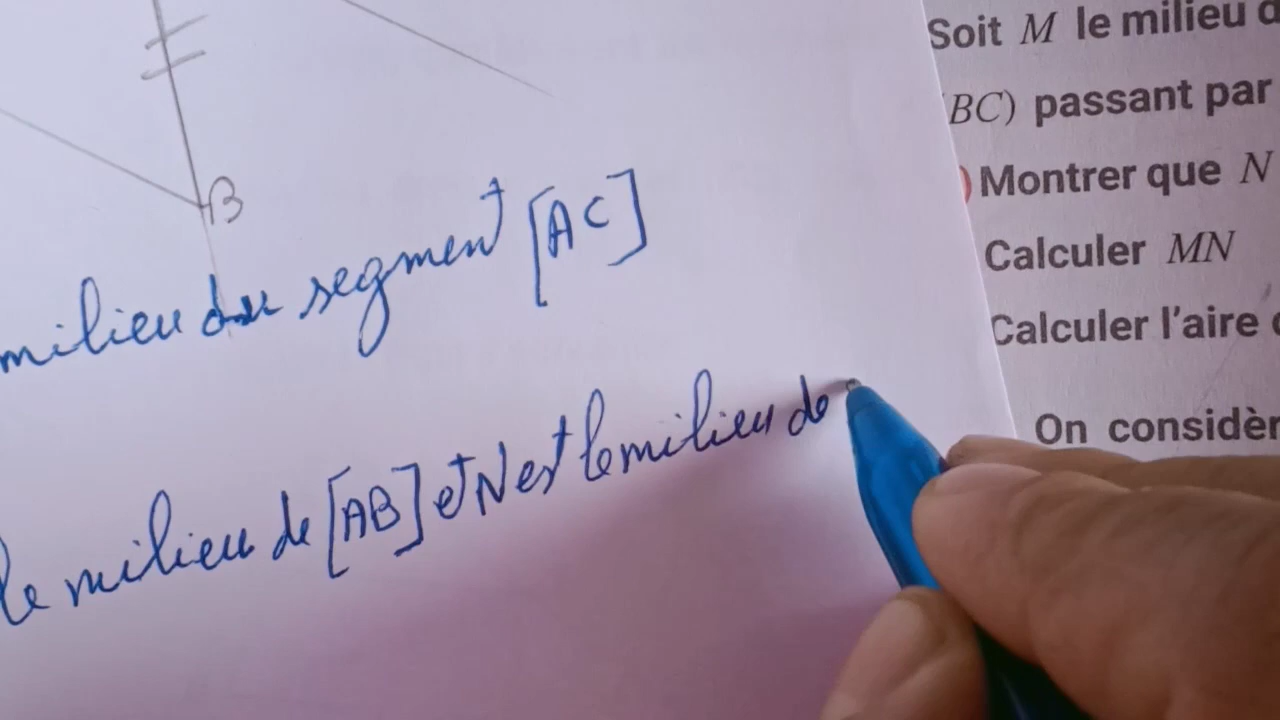 B
milieu du segment [AC]
le milieu de [AB] et N est le milieu de
Soit M le milieu d
BC) passant par
) Montrer que N
Calculer MN
Calculer l'aire
On considèr